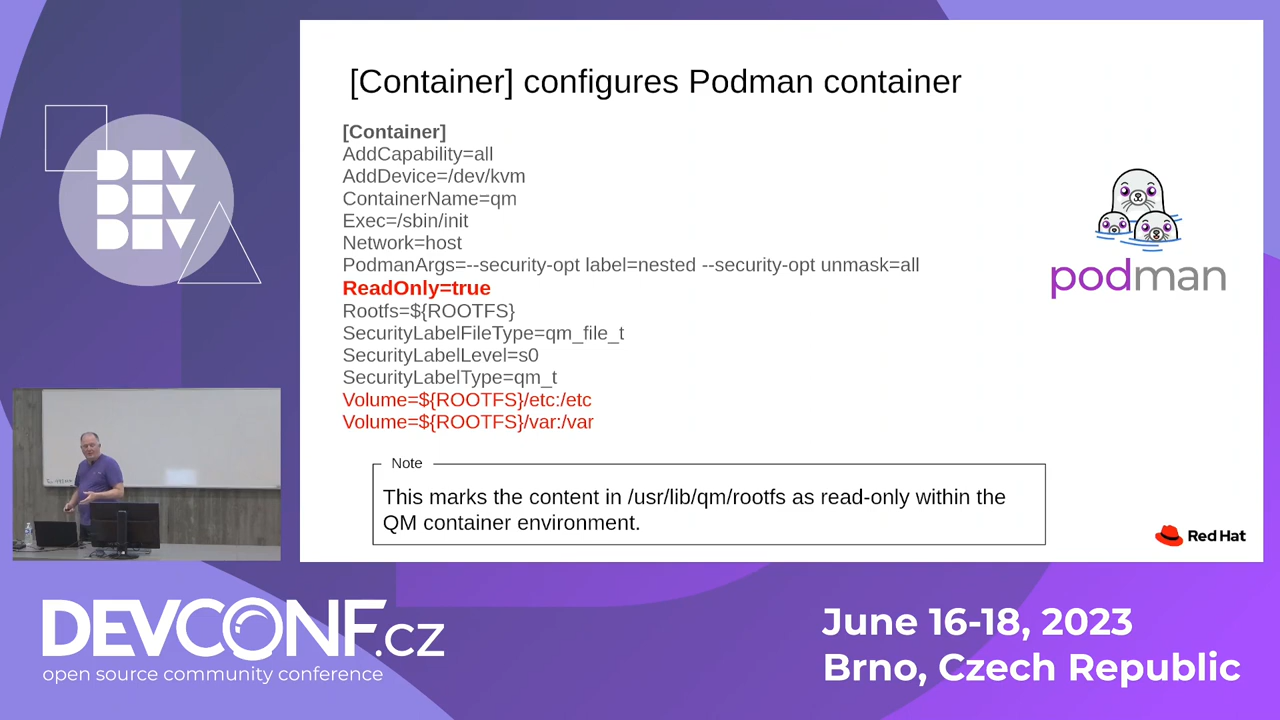 [Container] configures Podman container
[Container]
AddCapability=all
AddDevice=/dev/kvm
ContainerName=qm
Exec=/sbin/init
Network=host
PodmanArgs=--security-opt label=nested --security-opt unmask=all
ReadOnly=true
Rootfs=${ROOTFS}
SecurityLabelFileType=qm_file_t
SecurityLabelLevel=s0
SecurityLabelType=qm_t
Volume=${ROOTFS}/etc:/etc
Volume=${ROOTFS}/var:/var
Note
This marks the content in /usr/lib/qm/rootfs as read-only within the
QM container environment.
podman
Red Hat
DEV
DEV
DEV
DEVCONF.cz
open source community conference
June 16-18, 2023
Brno, Czech Republic